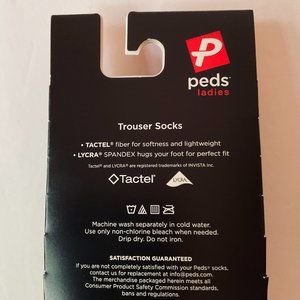 P
peds®
ladies
Trouser Socks
• TACTEL® fiber for softness and lightweight
• LYCRA® SPANDEX hugs your foot for perfect fit
Tactel® and LYCRA® are registered trademarks of INVISTA Inc.
Tactel®
LYCRA
Machine wash separately in cold water.
Use only non-chlorine bleach when needed.
Drip dry. Do not iron.
SATISFACTION GUARANTEED
If you are not completely satisfied with your Peds® socks,
contact us for replacement at info@peds.com.
The merchandise packaged herein meets all
Consumer Product Safety Commission standards,
bans and regulations.